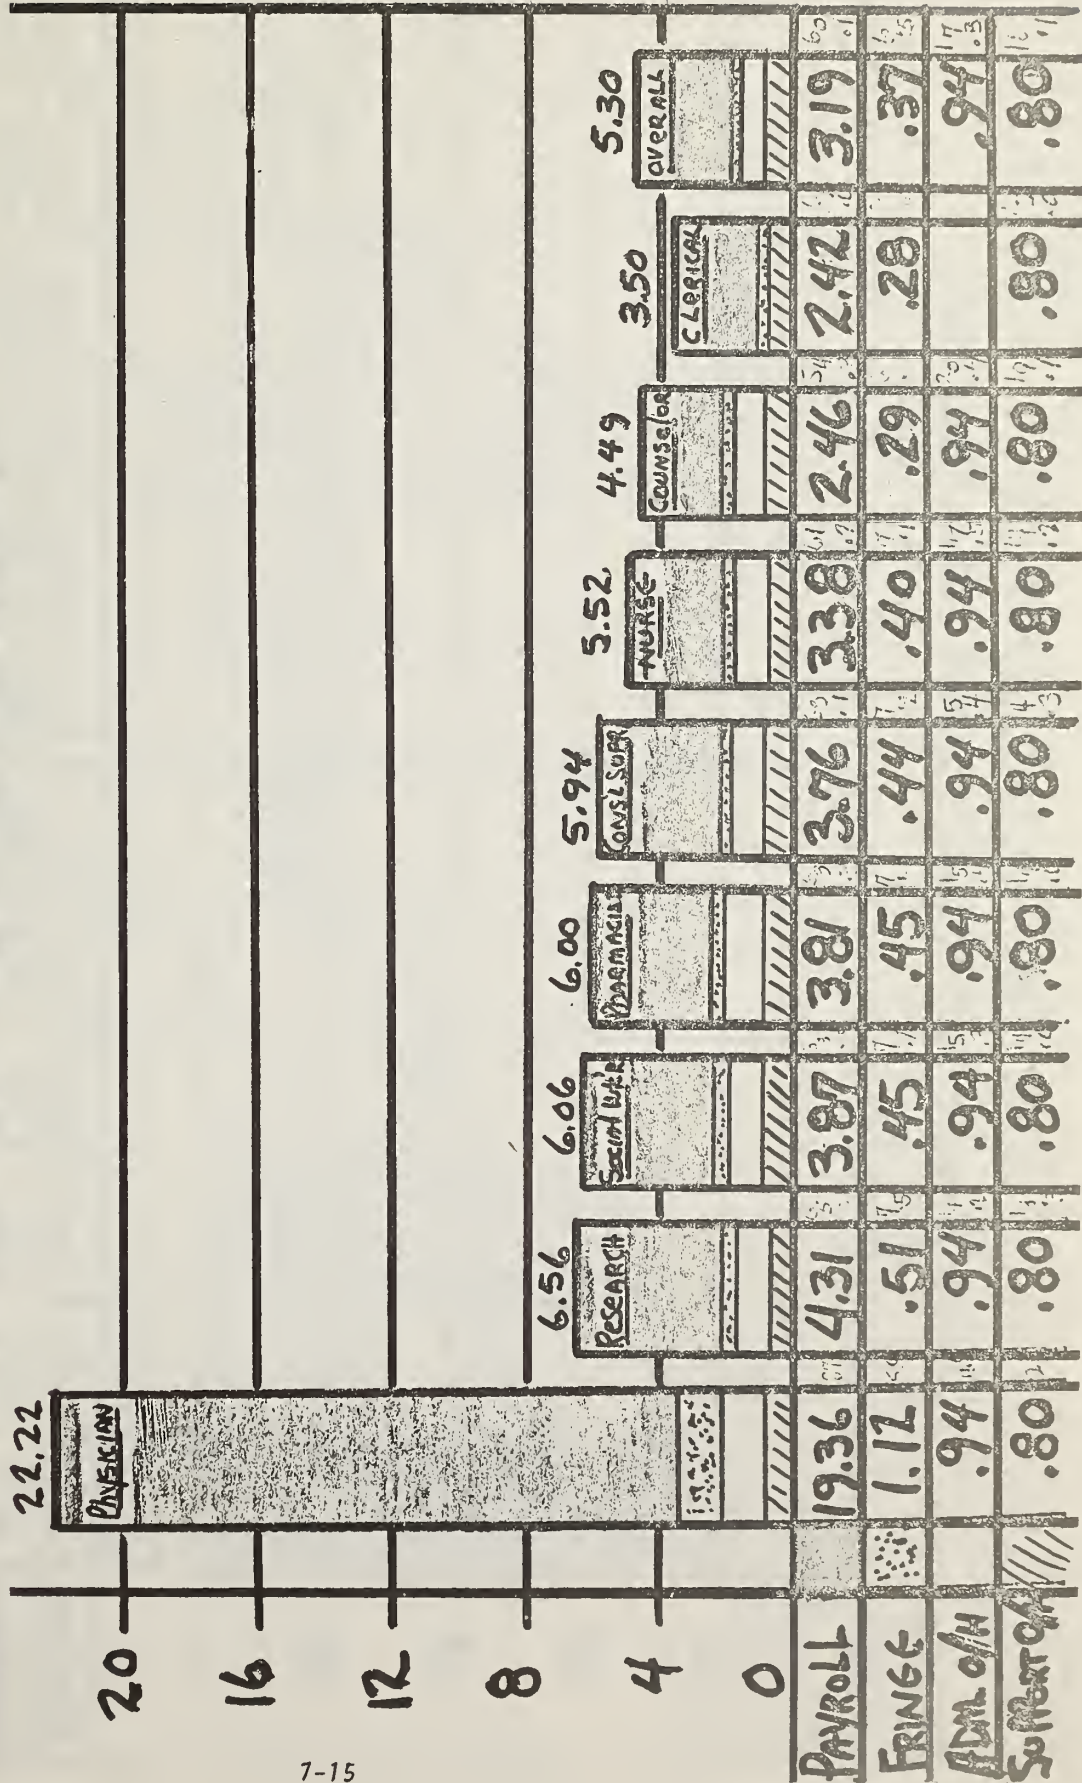 22.22
6.56
6.06
6.00
5.94
5.52
4.49
3.50
5.30
20
16
12
8
4
0
Physician
RESEARCH
Social Wk'r
PHARMACIST
CONS'L SUPR
NURSE
COUNSELOR
CLERICAL
OVERALL
PAYROLL 19.36 4.31 3.87 3.81 3.76 3.38 2.46 2.42 3.19
FRINGE 1.12 .51 .45 .45 .44 .40 .29 .28 .37
ADM. O/H .94 .94 .94 .94 .94 .94 .94 .94
SUPPORT O/H .80 .80 .80 .80 .80 .80 .80 .80 .80
7-15